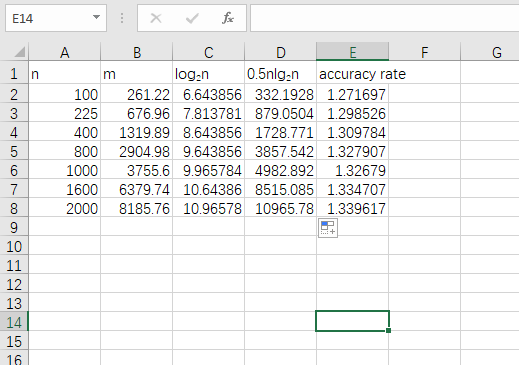 E14 fx
A B C D E F G
1 n m log₂n 0.5nlg₂n accuracy rate
2 100 261.22 6.643856 332.1928 1.271697
3 225 676.96 7.813781 879.0504 1.298526
4 400 1319.89 8.643856 1728.771 1.309784
5 800 2904.98 9.643856 3857.542 1.327907
6 1000 3755.6 9.965784 4982.892 1.32679
7 1600 6379.74 10.64386 8515.085 1.334707
8 2000 8185.76 10.96578 10965.78 1.339617
9
10
11
12
13
14
15
16